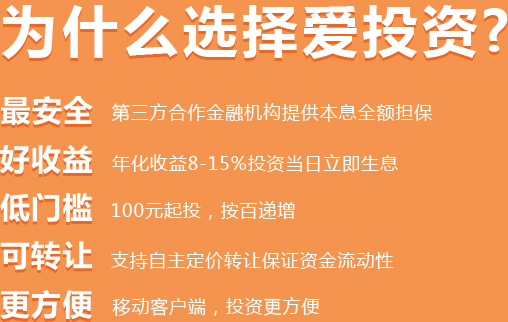 为什么选择爱投资?
最安全 第三方合作金融机构提供本息全额担保
好收益 年化收益8-15%投资当日立即生息
低门槛 100元起投，按百递增
可转让 支持自主定价转让保证资金流动性
更方便 移动客户端，投资更方便